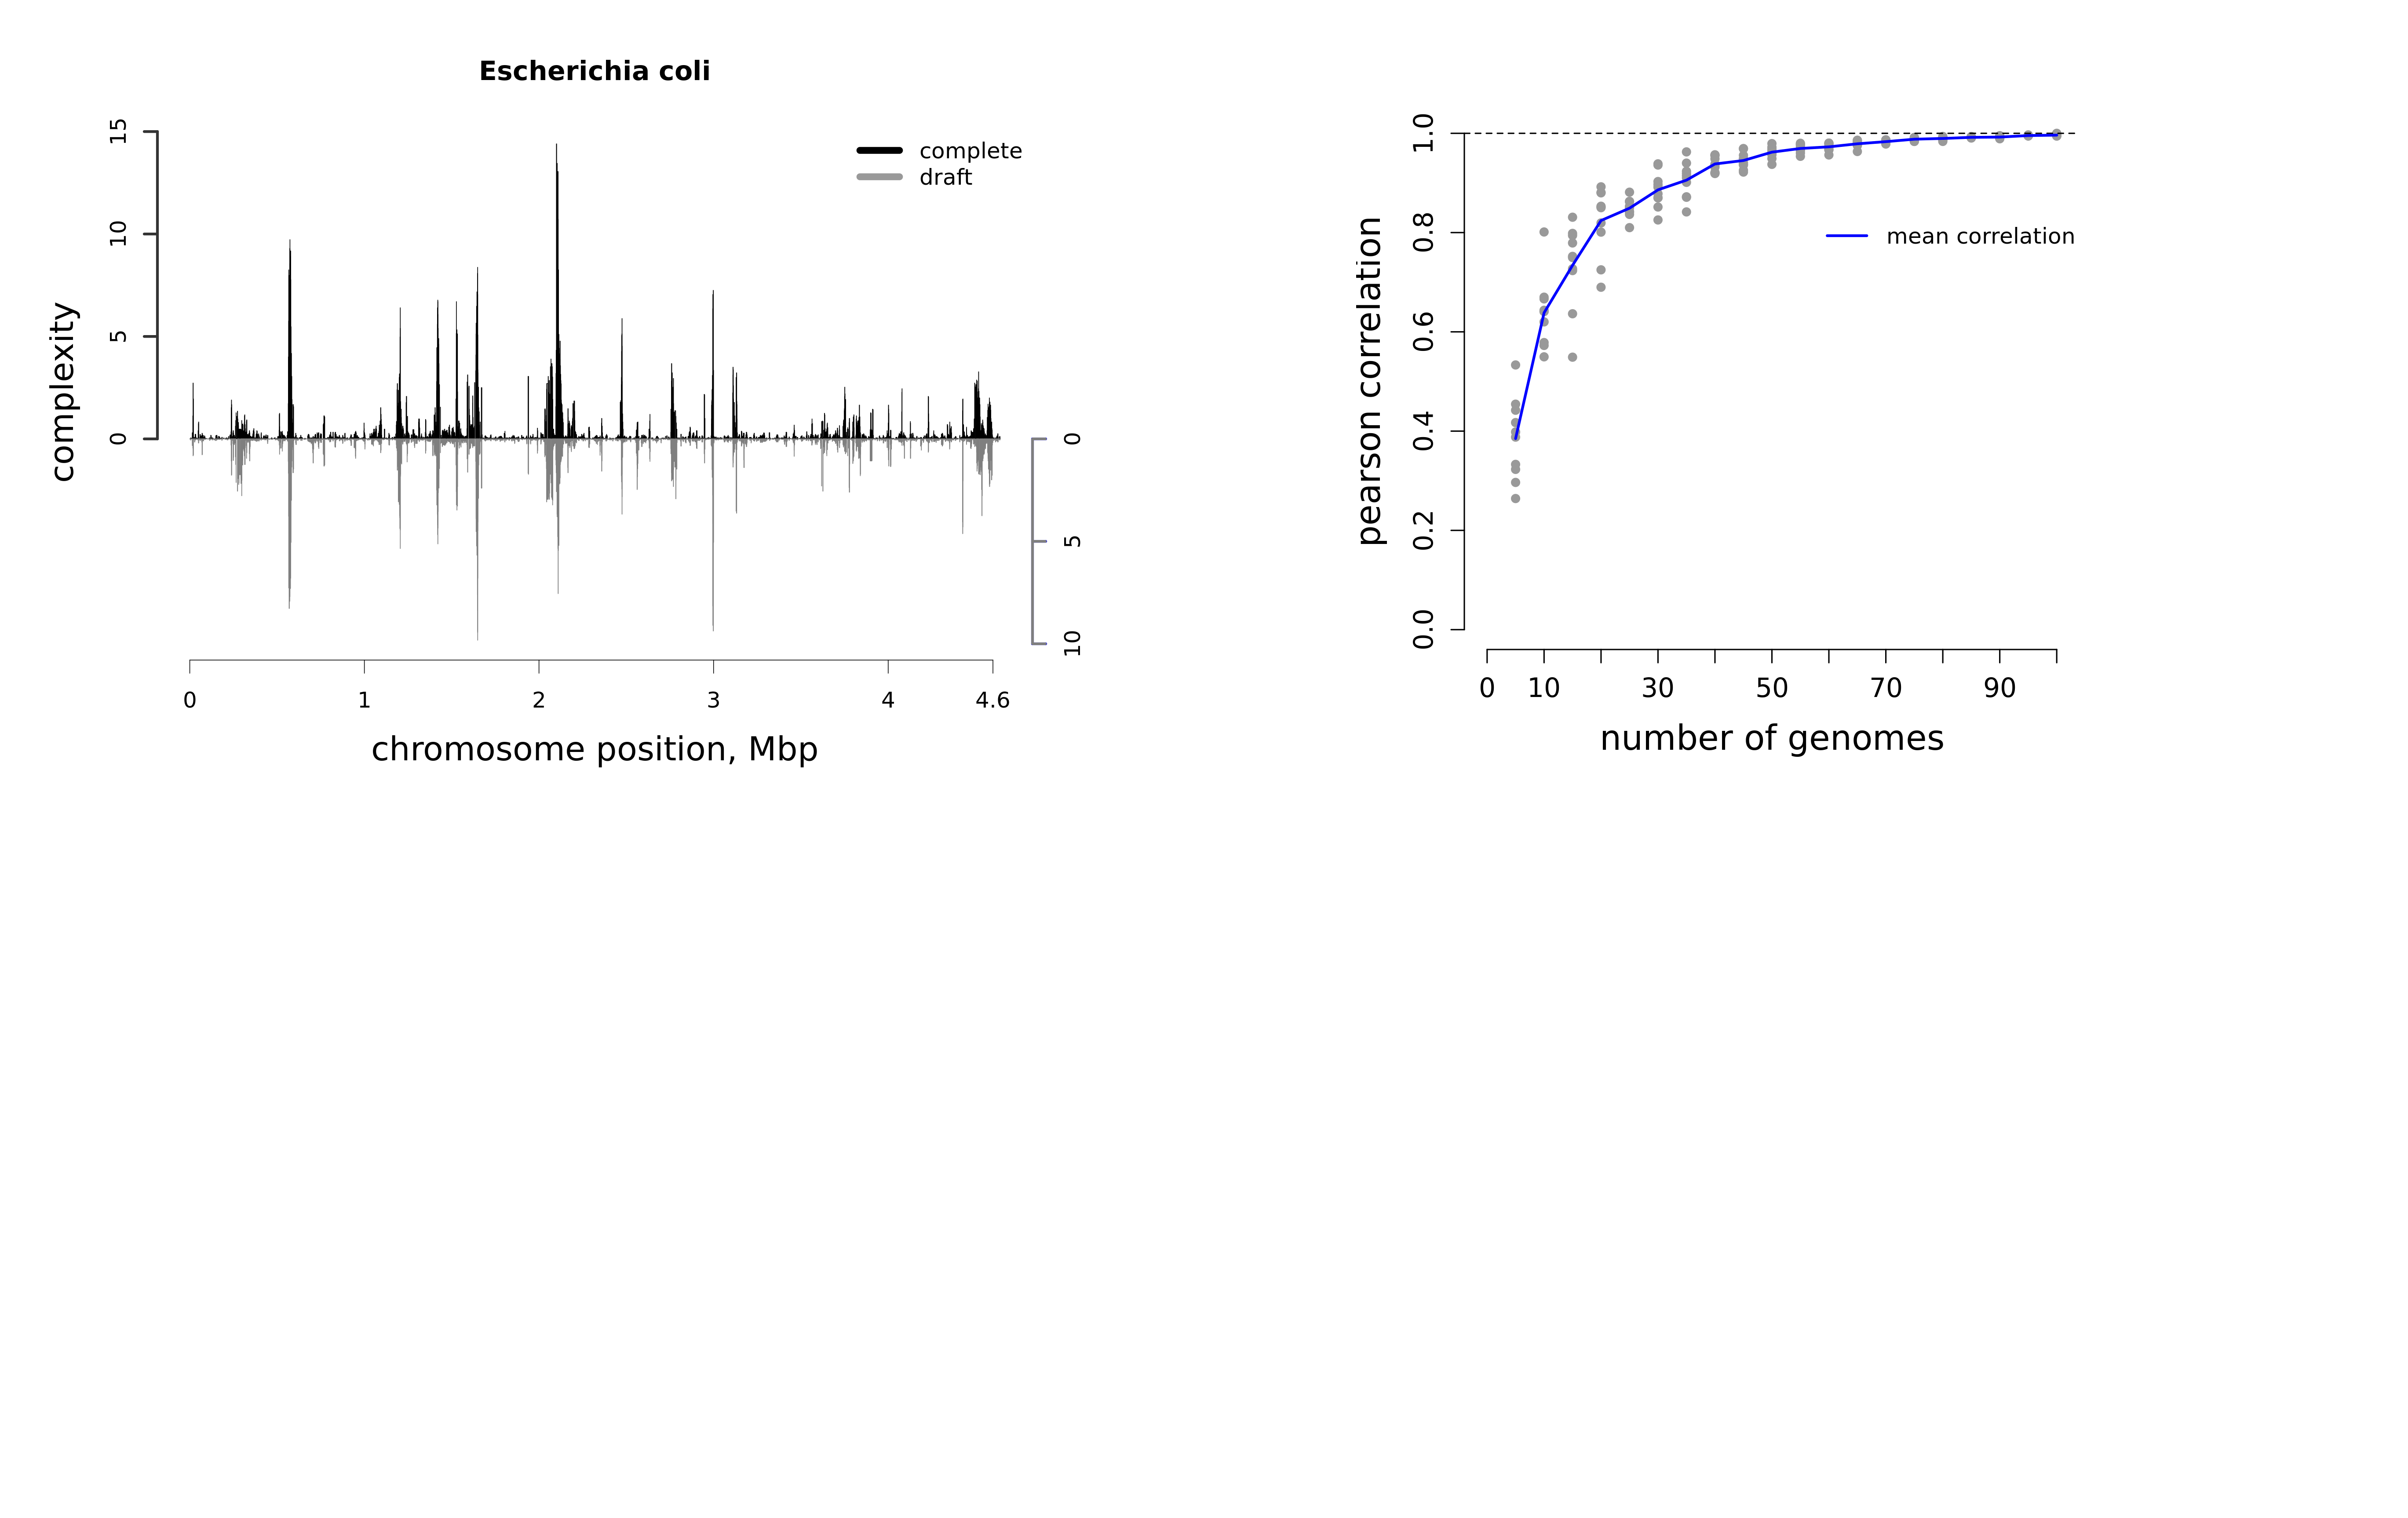 Escherichia coli
complexity
15
10
5
0
complete
draft
0
5
10
0 1 2 3 4 4.6
chromosome position, Mbp
pearson correlation
1.0
0.8
0.6
0.4
0.2
0.0
mean correlation
0 10 30 50 70 90
number of genomes